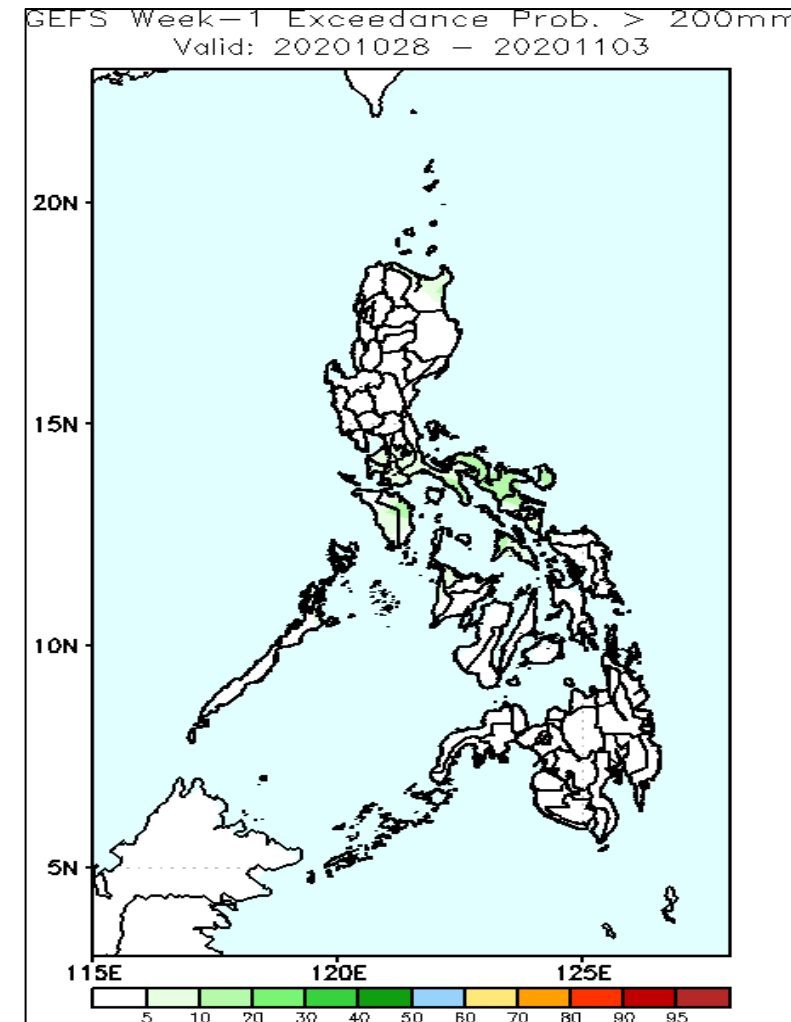 GEFS Week-1 Exceedance Prob. > 200mm
Valid: 20201028 - 20201103
20N
15N
10N
5N
115E 120E 125E
5 10 20 30 40 50 60 70 80 90 95